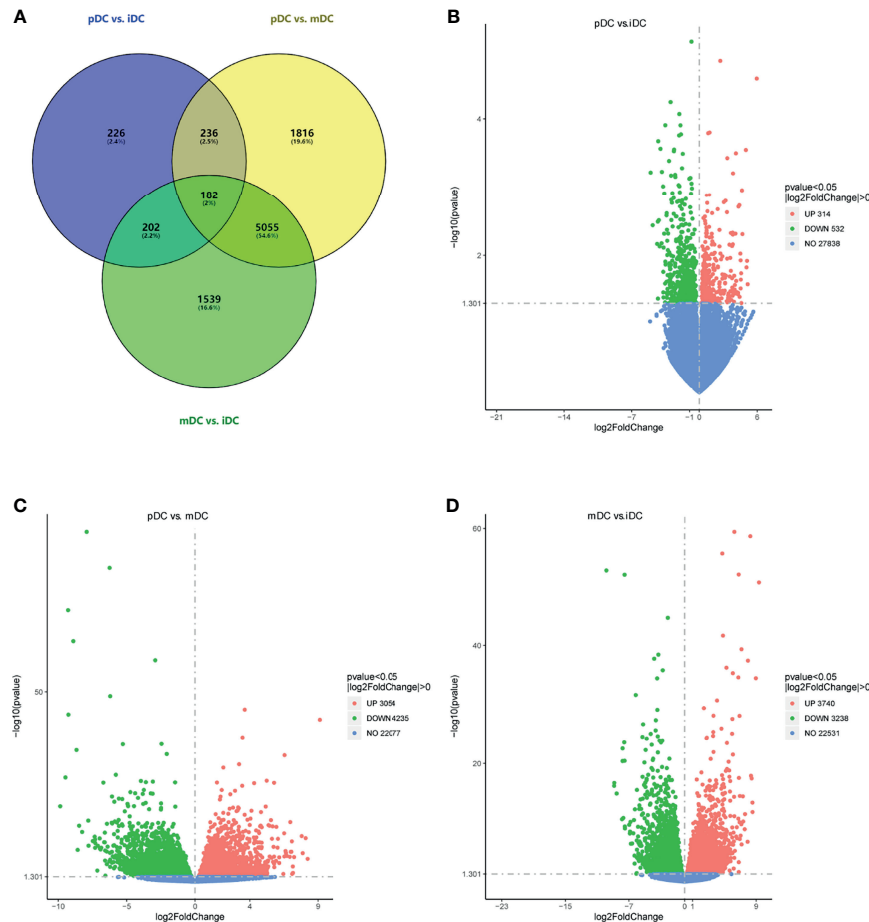 A
pDC vs. iDC
pDC vs. mDC
226
(2.4%)
236
(2.5%)
1816
(19.6%)
182
(2%)
202
(2.2%)
5055
(54.6%)
1539
(16.6%)
mDC vs. iDC
B
pDC vs.iDC
-log10(pvalue)
4
2
1.301
-21 -14 -7 -1 0 6
log2FoldChange
pvalue<0.05
|log2FoldChange|>0
UP 314
DOWN 532
NO 27838
C
pDC vs. mDC
-log10(pvalue)
50
1.301
-10 -5 0 4 9
log2FoldChange
pvalue<0.05
|log2FoldChange|>0
UP 3054
DOWN4235
NO 22077
D
mDC vs.iDC
-log10(pvalue)
60
40
20
1.301
-23 -15 -7 0 1 9
log2FoldChange
pvalue<0.05
|log2FoldChange|>0
UP 3740
DOWN 3238
NO 22531